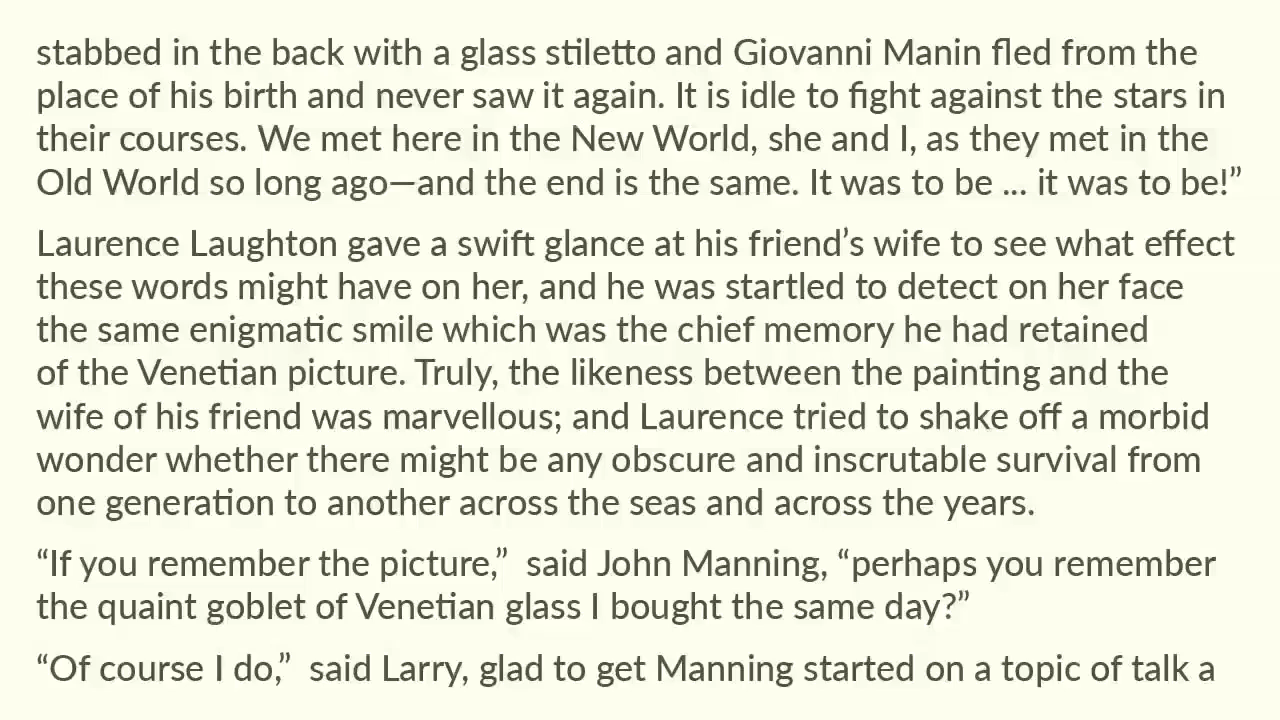 stabbed in the back with a glass stiletto and Giovanni Manin fled from the
place of his birth and never saw it again. It is idle to fight against the stars in
their courses. We met here in the New World, she and I, as they met in the
Old World so long ago—and the end is the same. It was to be ... it was to be!”
Laurence Laughton gave a swift glance at his friend’s wife to see what effect
these words might have on her, and he was startled to detect on her face
the same enigmatic smile which was the chief memory he had retained
of the Venetian picture. Truly, the likeness between the painting and the
wife of his friend was marvellous; and Laurence tried to shake off a morbid
wonder whether there might be any obscure and inscrutable survival from
one generation to another across the seas and across the years.
“If you remember the picture,”  said John Manning, “perhaps you remember
the quaint goblet of Venetian glass I bought the same day?”
“Of course I do,”  said Larry, glad to get Manning started on a topic of talk a